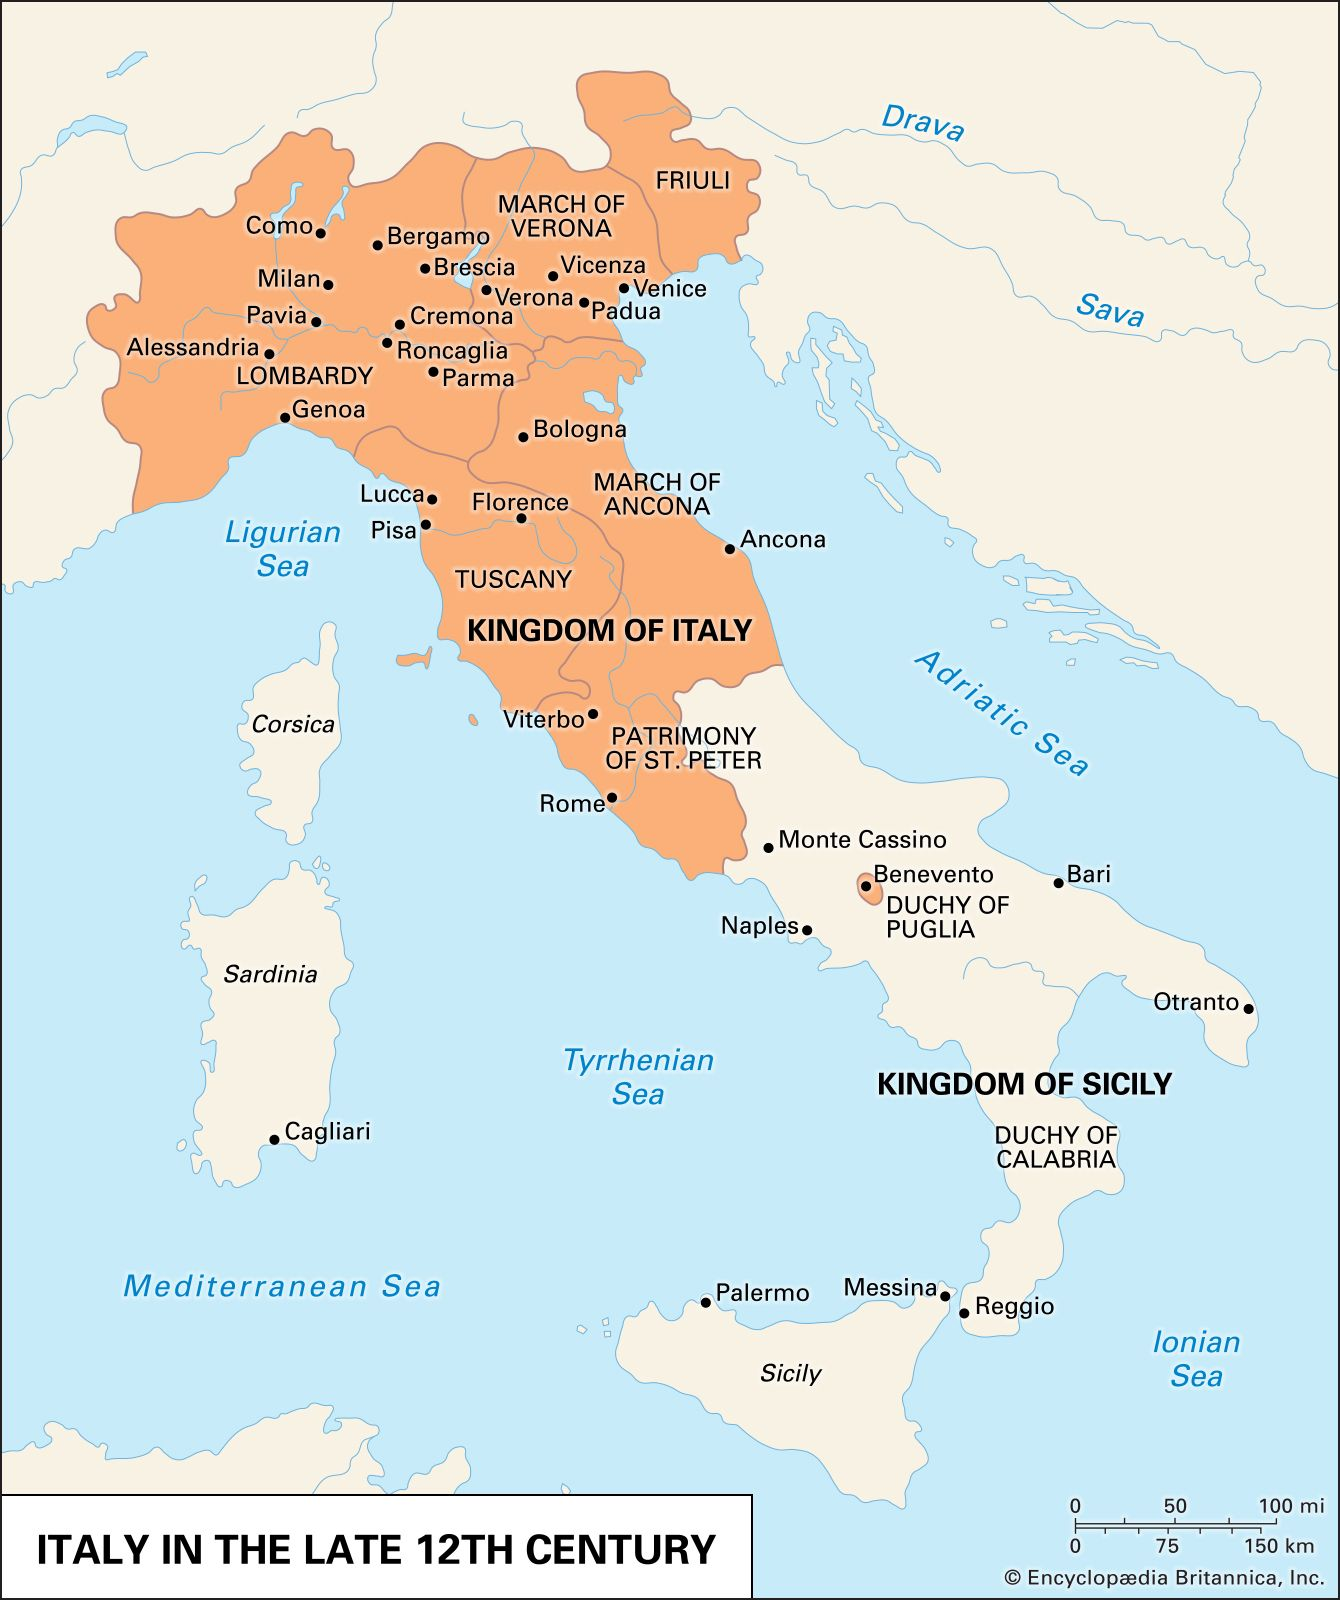 Drava
FRIULI
MARCH OF
VERONA
Como
Bergamo
Brescia
Vicenza
Milan
Verona
Venice
Padua
Pavia
Cremona
Sava
Alessandria
Roncaglia
LOMBARDY
Parma
Genoa
Bologna
MARCH OF
ANCONA
Lucca
Florence
Pisa
Ancona
Ligurian
Sea
TUSCANY
KINGDOM OF ITALY
Adriatic Sea
Corsica
Viterbo
PATRIMONY
OF ST. PETER
Rome
Monte Cassino
Benevento
Bari
DUCHY OF
PUGLIA
Naples
Sardinia
Otranto
Tyrrhenian
Sea
KINGDOM OF SICILY
Cagliari
DUCHY OF
CALABRIA
Mediterranean Sea
Palermo
Messina
Reggio
Ionian
Sea
Sicily
0 50 100 mi
0 75 150 km
ITALY IN THE LATE 12TH CENTURY
© Encyclopædia Britannica, Inc.